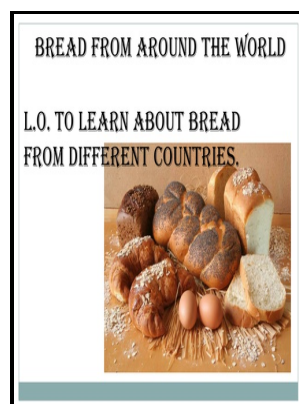 BREAD FROM AROUND THE WORLD
L.O. TO LEARN ABOUT BREAD
FROM DIFFERENT COUNTRIES.